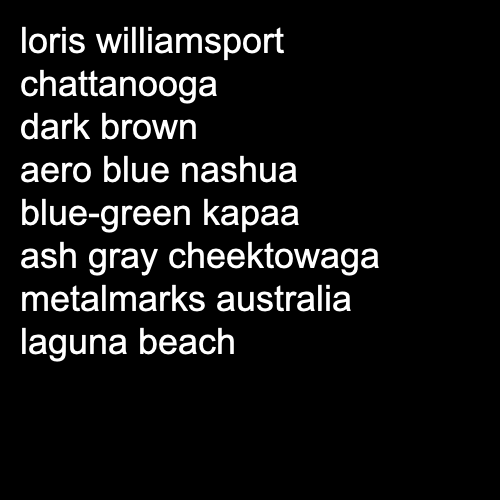 loris williamsport
chattanooga
dark brown
aero blue nashua
blue-green kapaa
ash gray cheektowaga
metalmarks australia
laguna beach